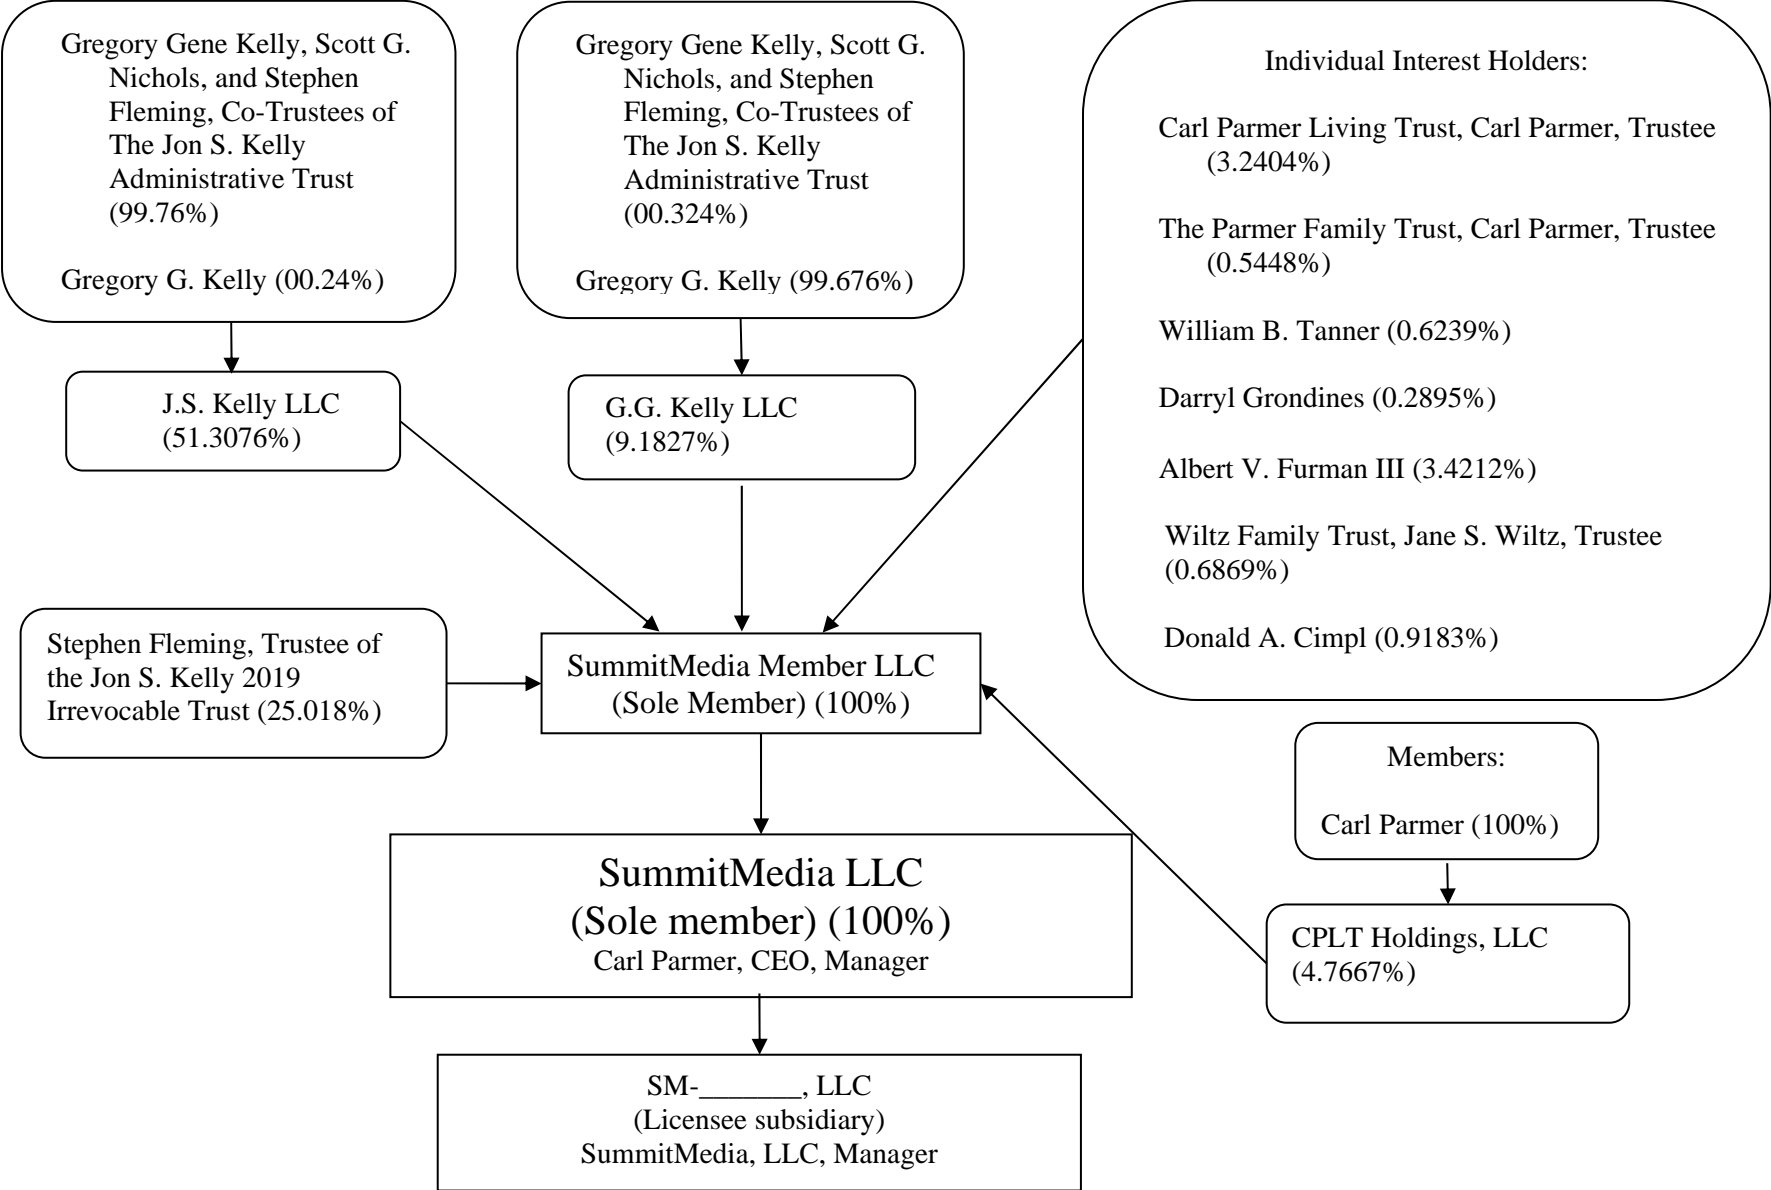 Gregory Gene Kelly, Scott G.
Nichols, and Stephen
Fleming, Co-Trustees of
The Jon S. Kelly
Administrative Trust
(99.76%)
Gregory G. Kelly (00.24%)
Gregory Gene Kelly, Scott G.
Nichols, and Stephen
Fleming, Co-Trustees of
The Jon S. Kelly
Administrative Trust
(00.324%)
Gregory G. Kelly (99.676%)
Individual Interest Holders:
Carl Parmer Living Trust, Carl Parmer, Trustee
(3.2404%)
The Parmer Family Trust, Carl Parmer, Trustee
(0.5448%)
William B. Tanner (0.6239%)
Darryl Grondines (0.2895%)
Albert V. Furman III (3.4212%)
Wiltz Family Trust, Jane S. Wiltz, Trustee
(0.6869%)
Donald A. Cimpl (0.9183%)
J.S. Kelly LLC
(51.3076%)
G.G. Kelly LLC
(9.1827%)
Stephen Fleming, Trustee of
the Jon S. Kelly 2019
Irrevocable Trust (25.018%)
SummitMedia Member LLC
(Sole Member) (100%)
Members:
Carl Parmer (100%)
SummitMedia LLC
(Sole member) (100%)
Carl Parmer, CEO, Manager
CPLT Holdings, LLC
(4.7667%)
SM-_______, LLC
(Licensee subsidiary)
SummitMedia, LLC, Manager